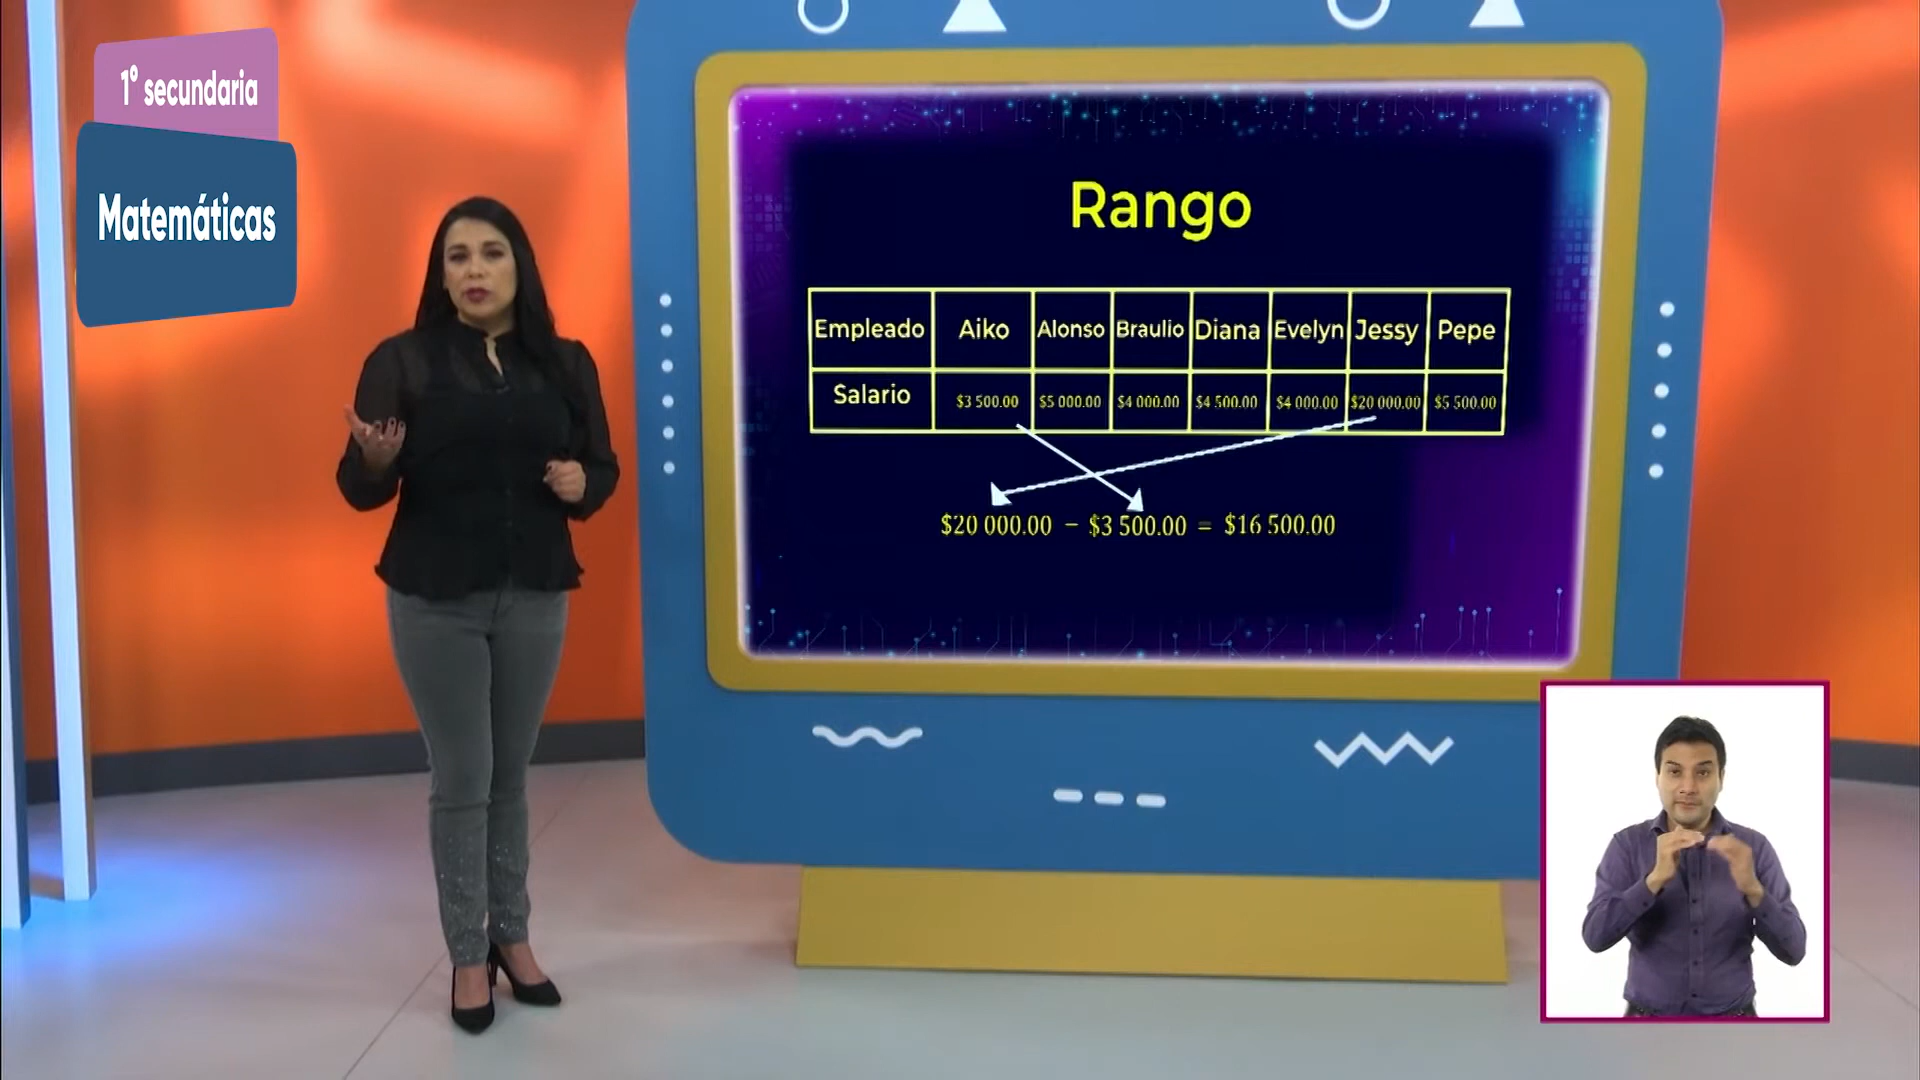 1° secundaria
Matemáticas
Rango
Empleado Aiko Alonso Braulio Diana Evelyn Jessy Pepe
Salario $3 500.00 $5 000.00 $4 000.00 $4 500.00 $4 000.00 $20 000.00 $5 500.00
$20 000.00 - $3 500.00 = $16 500.00